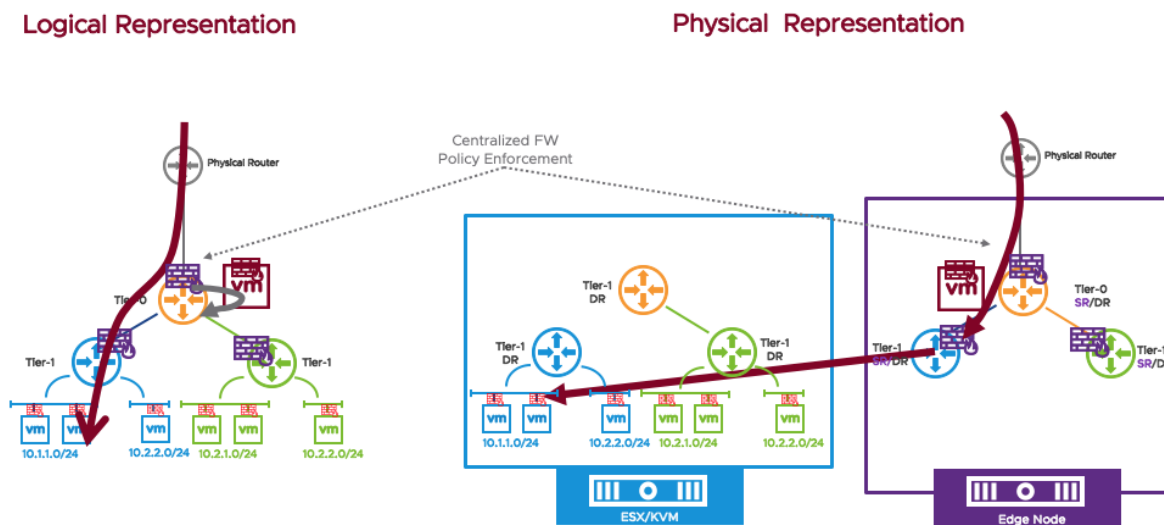 Logical Representation
Physical Representation
Physical Router
Centralized FW
Policy Enforcement
Physical Router
vm
Tier-0
Tier-1
Tier-1
vm
vm
vm
vm
vm
vm
10.1.1.0/24
10.2.2.0/24
10.2.1.0/24
10.2.2.0/24
Tier-1
DR
Tier-1
DR
Tier-1
DR
vm
vm
vm
vm
vm
vm
10.1.1.0/24
10.2.2.0/24
10.2.1.0/24
10.2.2.0/24
ESX/KVM
vm
Tier-0
SR/DR
Tier-1
SR/DR
Tier-1
SR/D
Edge Node